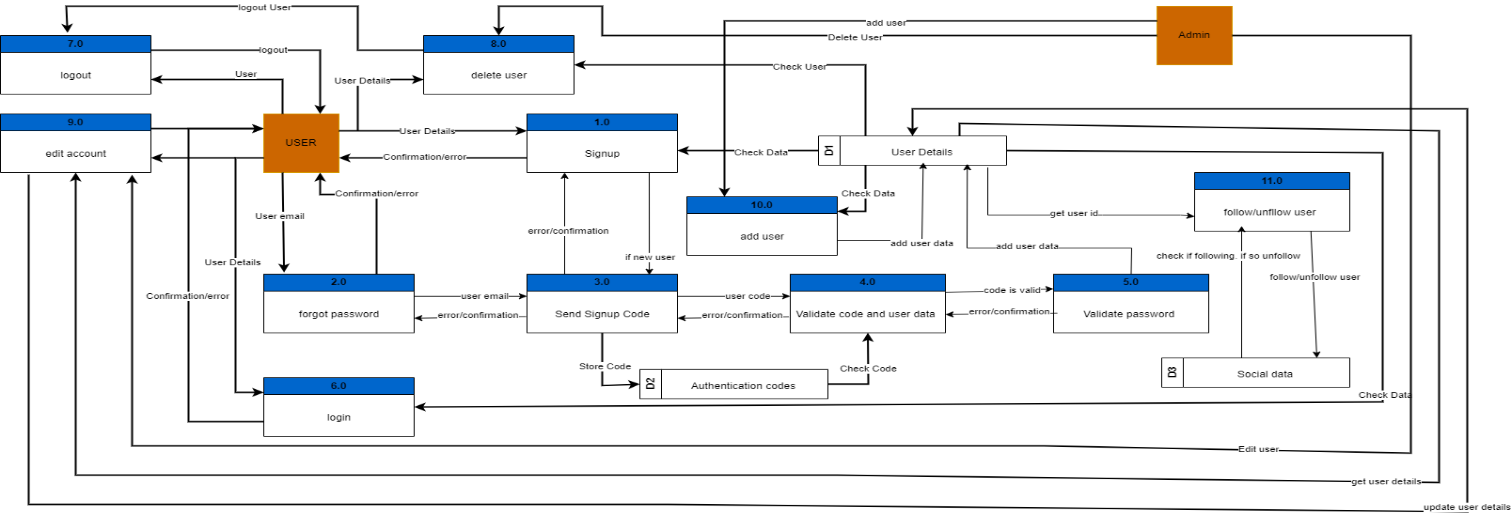 logout User
add user
Delete User
Admin
7.0
logout
logout
User
8.0
delete user
User Details
Check User
9.0
edit account
USER
User Details
Confirmation/error
1.0
Signup
Check Data
D1
User Details
Check Data
Confirmation/error
User email
10.0
add user
add user data
11.0
follow/unfllow user
get user id
add user data
error/confirmation
if new user
check if following. if so unfollow
follow/unfollow user
User Details
Confirmation/error
2.0
forgot password
user email
error/confirmation
3.0
Send Signup Code
user code
error/confirmation
4.0
Validate code and user data
code is valid
error/confirmation
5.0
Validate password
Store Code
D2
Authentication codes
Check Code
D3
Social data
Check Data
6.0
login
Edit user
get user details
update user details